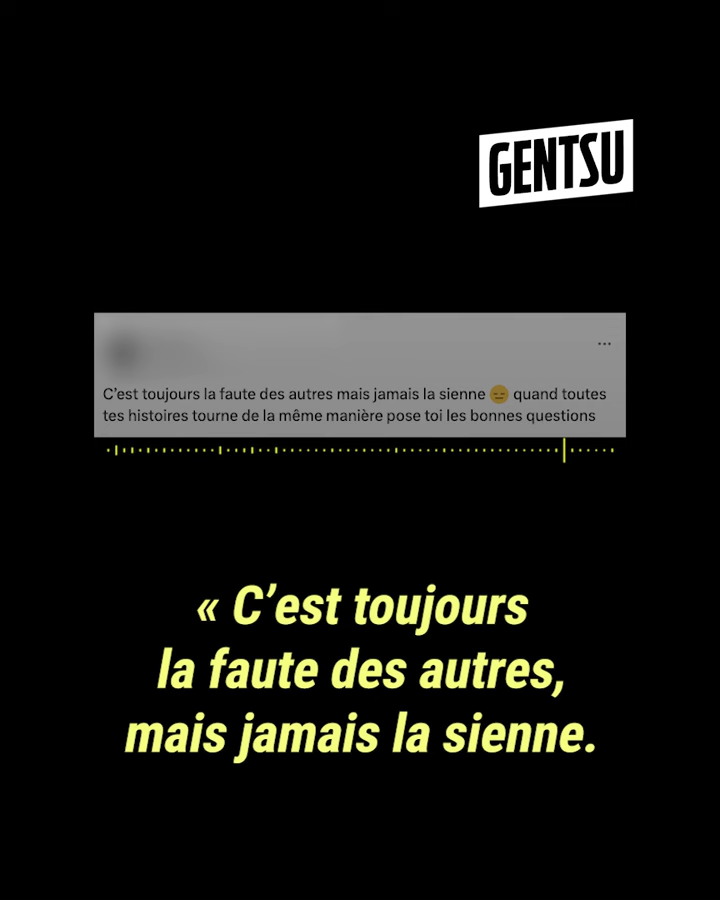 GENTSU
...
C'est toujours la faute des autres mais jamais la sienne 😑 quand toutes
tes histoires tourne de la même manière pose toi les bonnes questions
« C'est toujours
la faute des autres,
mais jamais la sienne.